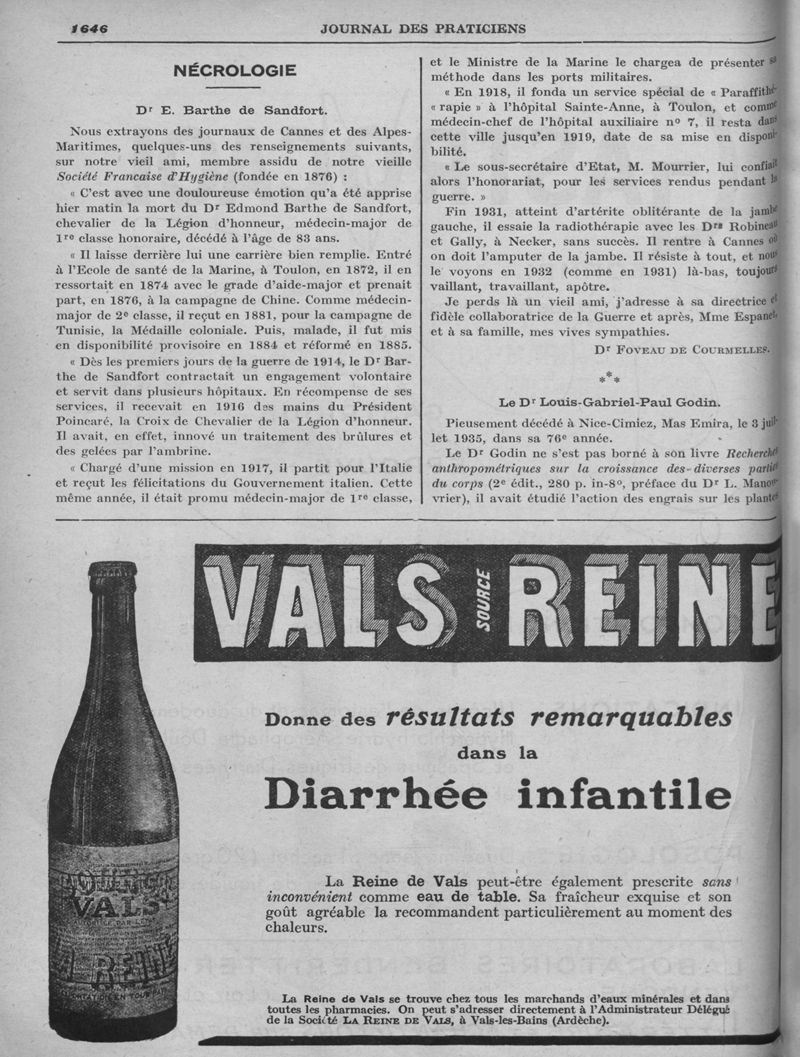 1646
JOURNAL DES PRATICIENS
NÉCROLOGIE
Dr E. Barthe de Sandfort.
Nous extrayons des journaux de Cannes et des Alpes-
Maritimes, quelques-uns des renseignements suivants,
sur notre vieil ami, membre assidu de notre vieille
Société Francaise d'Hygiène (fondée en 1876) :
« C'est avec une douloureuse émotion qu'a été apprise
hier matin la mort du Dr Edmond Barthe de Sandfort,
chevalier de la Légion d'honneur, médecin-major de
1re classe honoraire, décédé à l'âge de 83 ans.
« Il laisse derrière lui une carrière bien remplie. Entré
à l'Ecole de santé de la Marine, à Toulon, en 1872, il en
ressortait en 1874 avec le grade d'aide-major et prenait
part, en 1876, à la campagne de Chine. Comme médecin-
major de 2e classe, il reçut en 1881, pour la campagne de
Tunisie, la Médaille coloniale. Puis, malade, il fut mis
en disponibilité provisoire en 1884 et réformé en 1885.
« Dès les premiers jours de la guerre de 1914, le Dr Bar-
the de Sandfort contractait un engagement volontaire
et servit dans plusieurs hôpitaux. En récompense de ses
services, il recevait en 1916 des mains du Président
Poincaré, la Croix de Chevalier de la Légion d'honneur.
Il avait, en effet, innové un traitement des brûlures et
des gelées par l'ambrine.
« Chargé d'une mission en 1917, il partit pour l'Italie
et reçut les félicitations du Gouvernement italien. Cette
même année, il était promu médecin-major de 1re classe,
et le Ministre de la Marine le chargea de présenter sa
méthode dans les ports militaires.
« En 1918, il fonda un service spécial de « Paraffithé-
« rapie » à l'hôpital Sainte-Anne, à Toulon, et comme
médecin-chef de l'hôpital auxiliaire no 7, il resta dans
cette ville jusqu'en 1919, date de sa mise en disponi-
bilité.
« Le sous-secrétaire d'Etat, M. Mourrier, lui confiait
alors l'honorariat, pour les services rendus pendant la
guerre. »
Fin 1931, atteint d'artérite oblitérante de la jambe
gauche, il essaie la radiothérapie avec les Drs Robineau
et Gally, à Necker, sans succès. Il rentre à Cannes où
on doit l'amputer de la jambe. Il résiste à tout, et nous
le voyons en 1932 (comme en 1931) là-bas, toujours
vaillant, travaillant, apôtre.
Je perds là un vieil ami, j'adresse à sa directrice et
fidèle collaboratrice de la Guerre et après, Mme Espanel,
et à sa famille, mes vives sympathies.
Dr Foveau de Courmelles.
***
Le Dr Louis-Gabriel-Paul Godin.
Pieusement décédé à Nice-Cimiez, Mas Emira, le 3 juil-
let 1935, dans sa 76e année.
Le Dr Godin ne s'est pas borné à son livre Recherches
anthropométriques sur la croissance des diverses parties
du corps (2e édit., 280 p. in-8o, préface du Dr L. Manou-
vrier), il avait étudié l'action des engrais sur les plantes
VALS SOURCE REINE
Donne des résultats remarquables
dans la
Diarrhée infantile
La Reine de Vals peut-être également prescrite sans
inconvénient comme eau de table. Sa fraîcheur exquise et son
goût agréable la recommandent particulièrement au moment des
chaleurs.
La Reine de Vals se trouve chez tous les marchands d'eaux minérales et dans
toutes les pharmacies. On peut s'adresser directement à l'Administrateur Délégué
de la Société La Reine de Vals, à Vals-les-Bains (Ardèche).
VALS
LA REINE